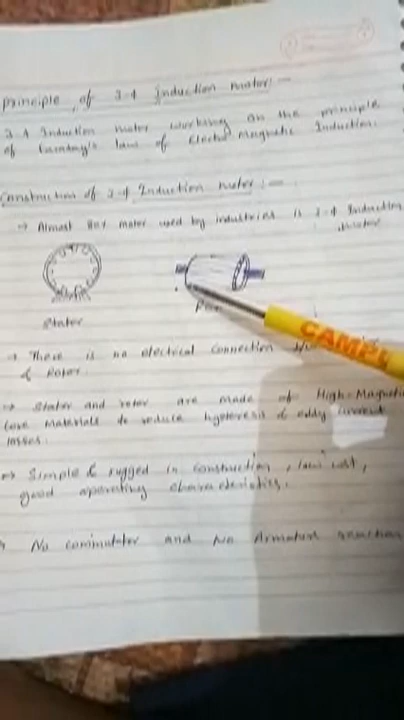 Principle of 3-ϕ Induction motor:-
3-ϕ Induction motor working on the principle
of Faraday's law of Electro Magnetic Induction.
Construction of 3-ϕ Induction motor:-
→ Almost 80% motor used by industries is 3-ϕ Induction
motor
Stator
CAMPU
→ There is no electrical Connection
& Rotor.
→ Stator and rotor are made of High-Magnetic
Core Materials to reduce hysteresis & eddy current
losses.
→ Simple & rugged in construction, low cost,
good operating characteristics.
→ No commutator and No Armature reaction